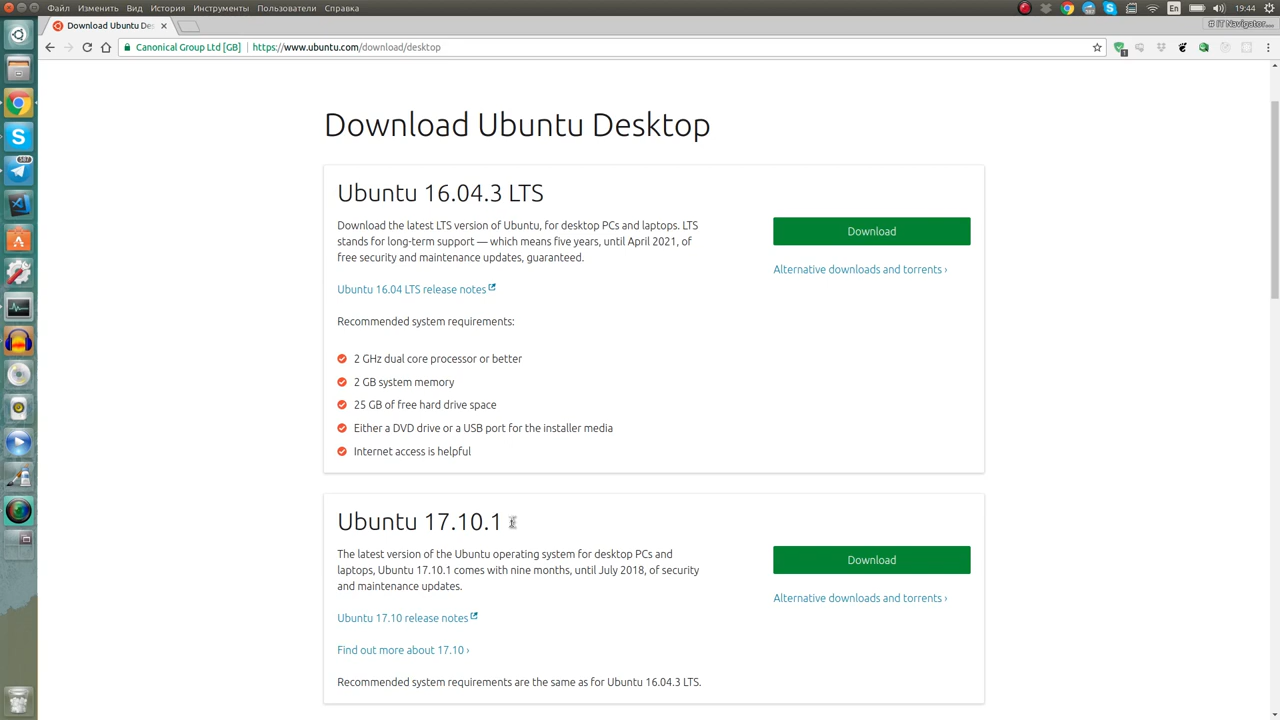 Файл Изменить Вид История Инструменты Пользователи Справка
En 19:44
Download Ubuntu Des
# IT Navigator...
Canonical Group Ltd [GB] https://www.ubuntu.com/download/desktop
Download Ubuntu Desktop
Ubuntu 16.04.3 LTS
Download the latest LTS version of Ubuntu, for desktop PCs and laptops. LTS
stands for long-term support — which means five years, until April 2021, of
free security and maintenance updates, guaranteed.
Download
Alternative downloads and torrents ›
Ubuntu 16.04 LTS release notes
Recommended system requirements:
2 GHz dual core processor or better
2 GB system memory
25 GB of free hard drive space
Either a DVD drive or a USB port for the installer media
Internet access is helpful
Ubuntu 17.10.1
The latest version of the Ubuntu operating system for desktop PCs and
laptops, Ubuntu 17.10.1 comes with nine months, until July 2018, of security
and maintenance updates.
Download
Alternative downloads and torrents ›
Ubuntu 17.10 release notes
Find out more about 17.10 ›
Recommended system requirements are the same as for Ubuntu 16.04.3 LTS.